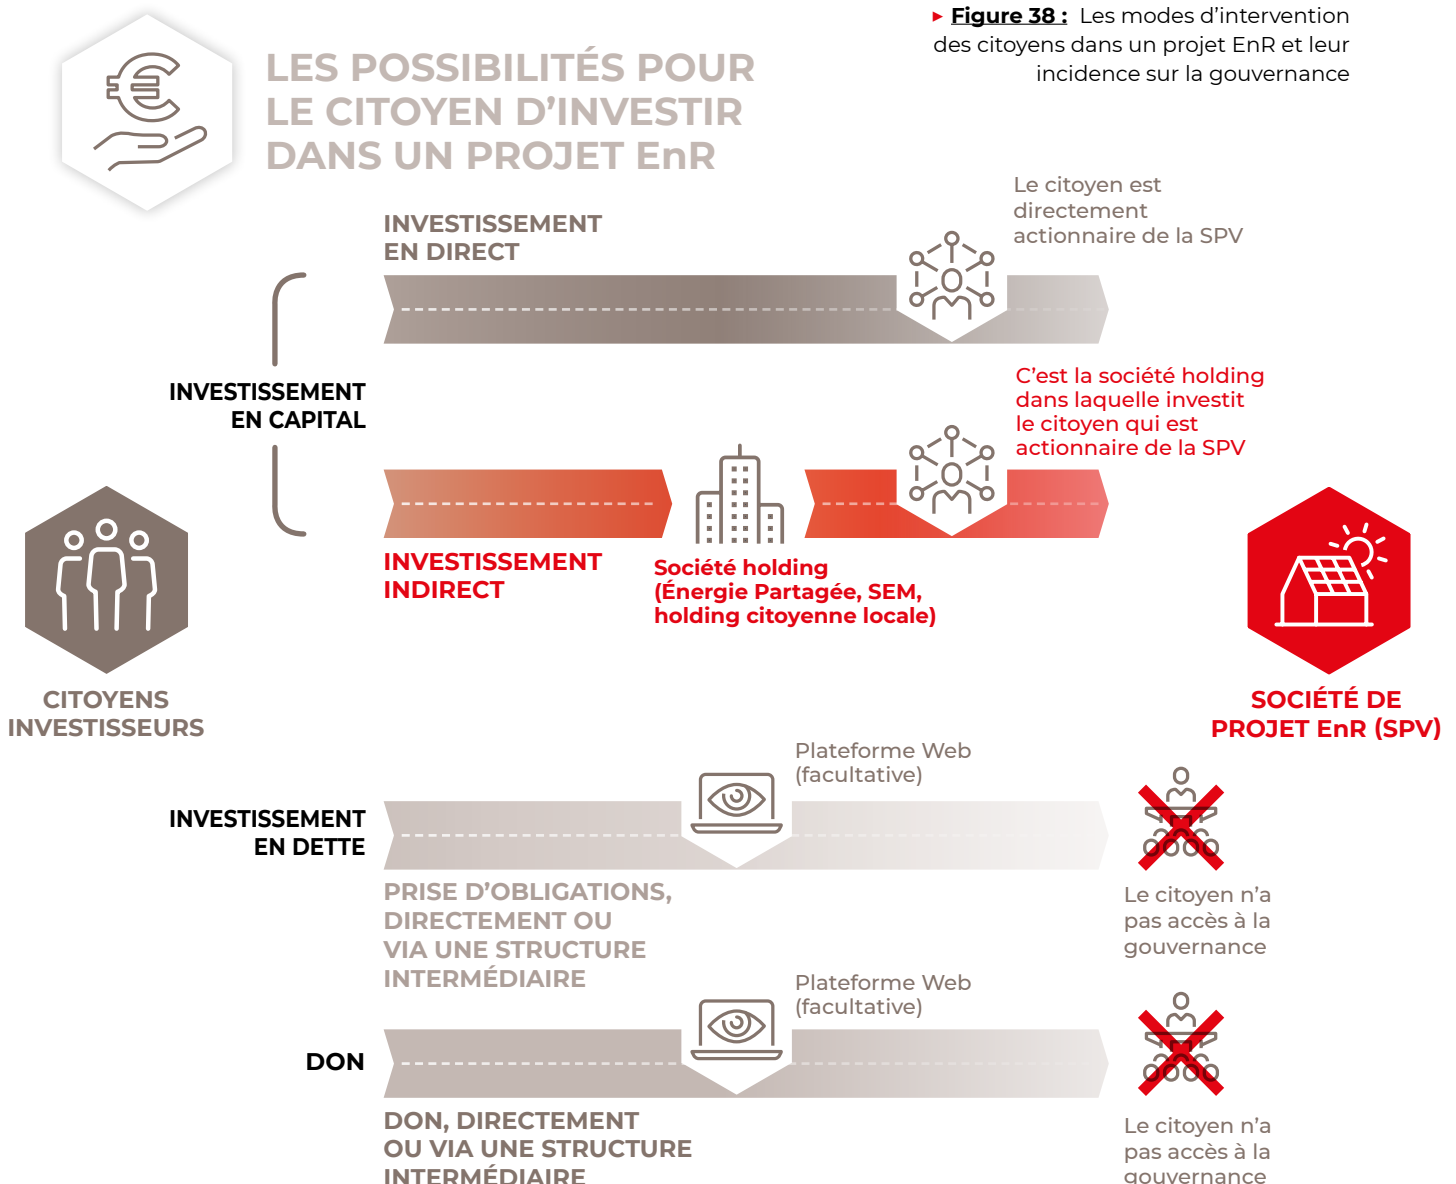 ▸ Figure 38 : Les modes d'intervention
des citoyens dans un projet EnR et leur
incidence sur la gouvernance
LES POSSIBILITÉS POUR
LE CITOYEN D'INVESTIR
DANS UN PROJET EnR
INVESTISSEMENT
EN DIRECT
Le citoyen est
directement
actionnaire de la SPV
INVESTISSEMENT
EN CAPITAL
C'est la société holding
dans laquelle investit
le citoyen qui est
actionnaire de la SPV
INVESTISSEMENT
INDIRECT
Société holding
(Énergie Partagée, SEM,
holding citoyenne locale)
CITOYENS
INVESTISSEURS
SOCIÉTÉ DE
PROJET EnR (SPV)
Plateforme Web
(facultative)
INVESTISSEMENT
EN DETTE
PRISE D'OBLIGATIONS,
DIRECTEMENT OU
VIA UNE STRUCTURE
INTERMÉDIAIRE
Le citoyen n'a
pas accès à la
gouvernance
Plateforme Web
(facultative)
DON
DON, DIRECTEMENT
OU VIA UNE STRUCTURE
INTERMÉDIAIRE
Le citoyen n'a
pas accès à la
gouvernance